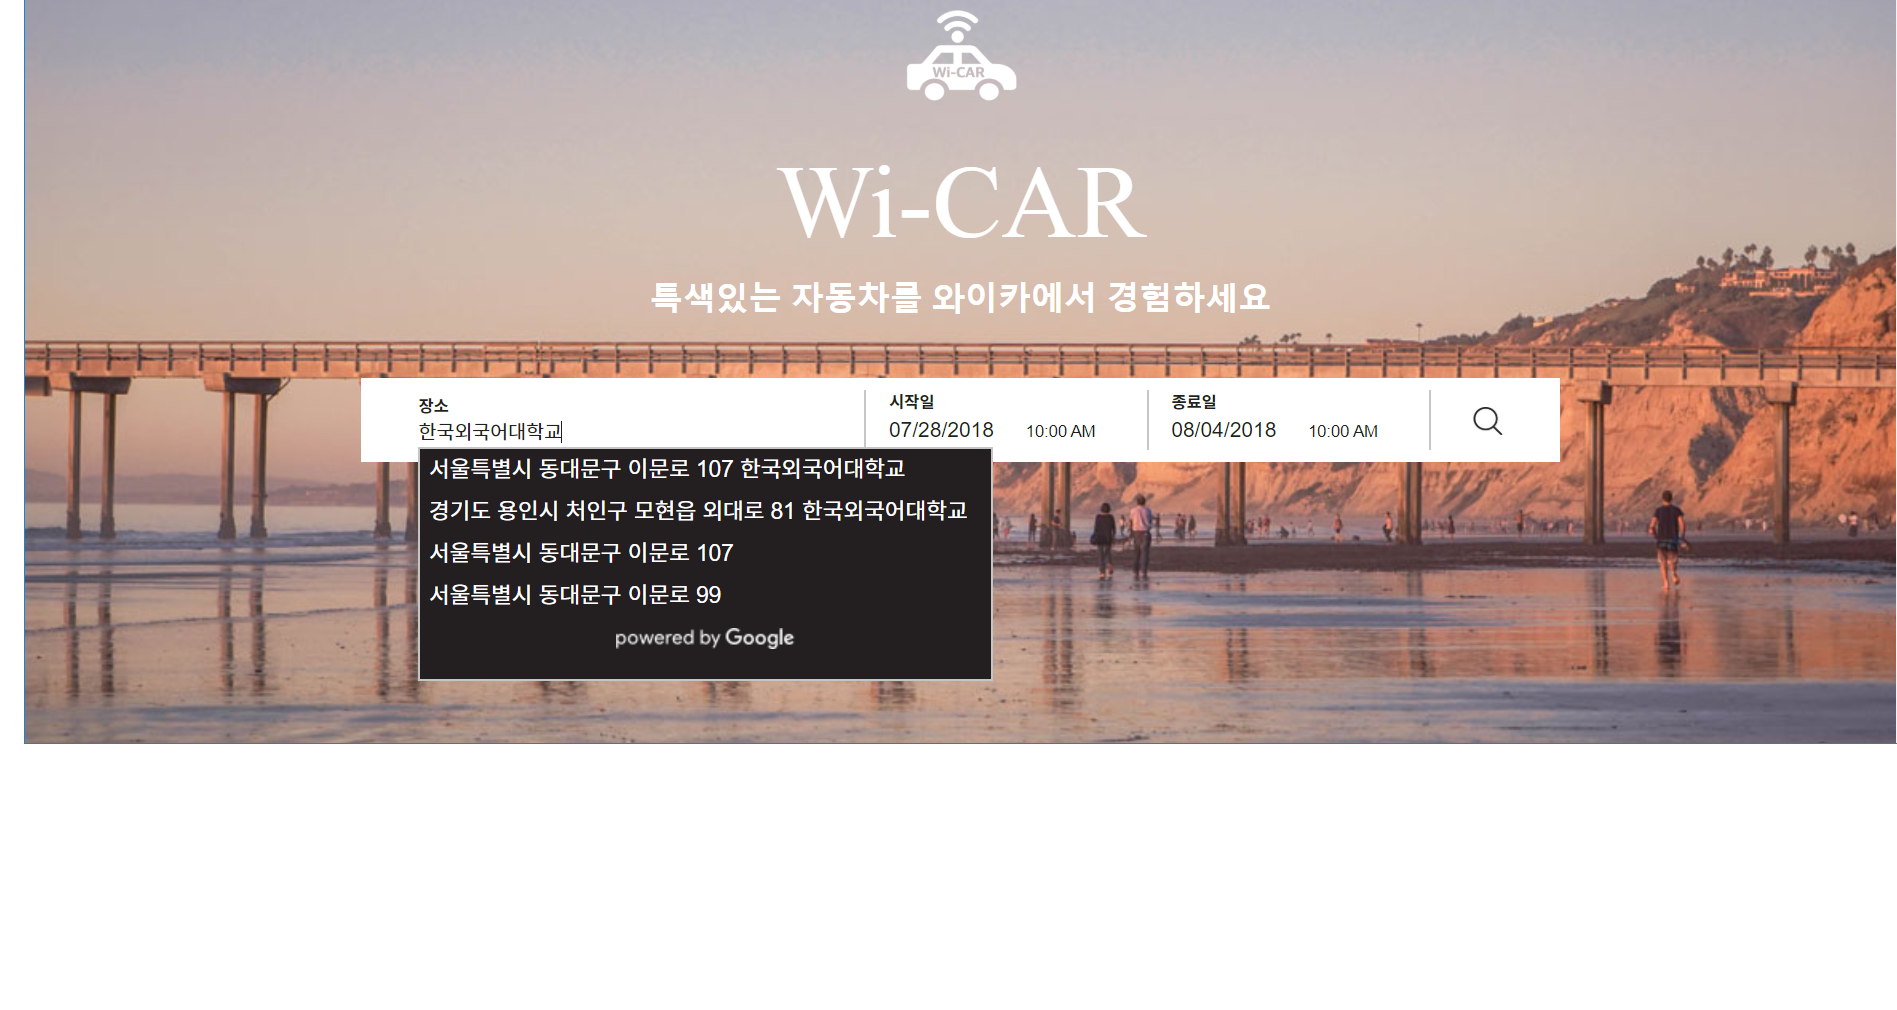 Wi-CAR
Wi-CAR
특색있는 자동차를 와이카에서 경험하세요
장소
한국외국어대학교
시작일
07/28/2018 10:00 AM
종료일
08/04/2018 10:00 AM
서울특별시 동대문구 이문로 107 한국외국어대학교
경기도 용인시 처인구 모현읍 외대로 81 한국외국어대학교
서울특별시 동대문구 이문로 107
서울특별시 동대문구 이문로 99
powered by Google